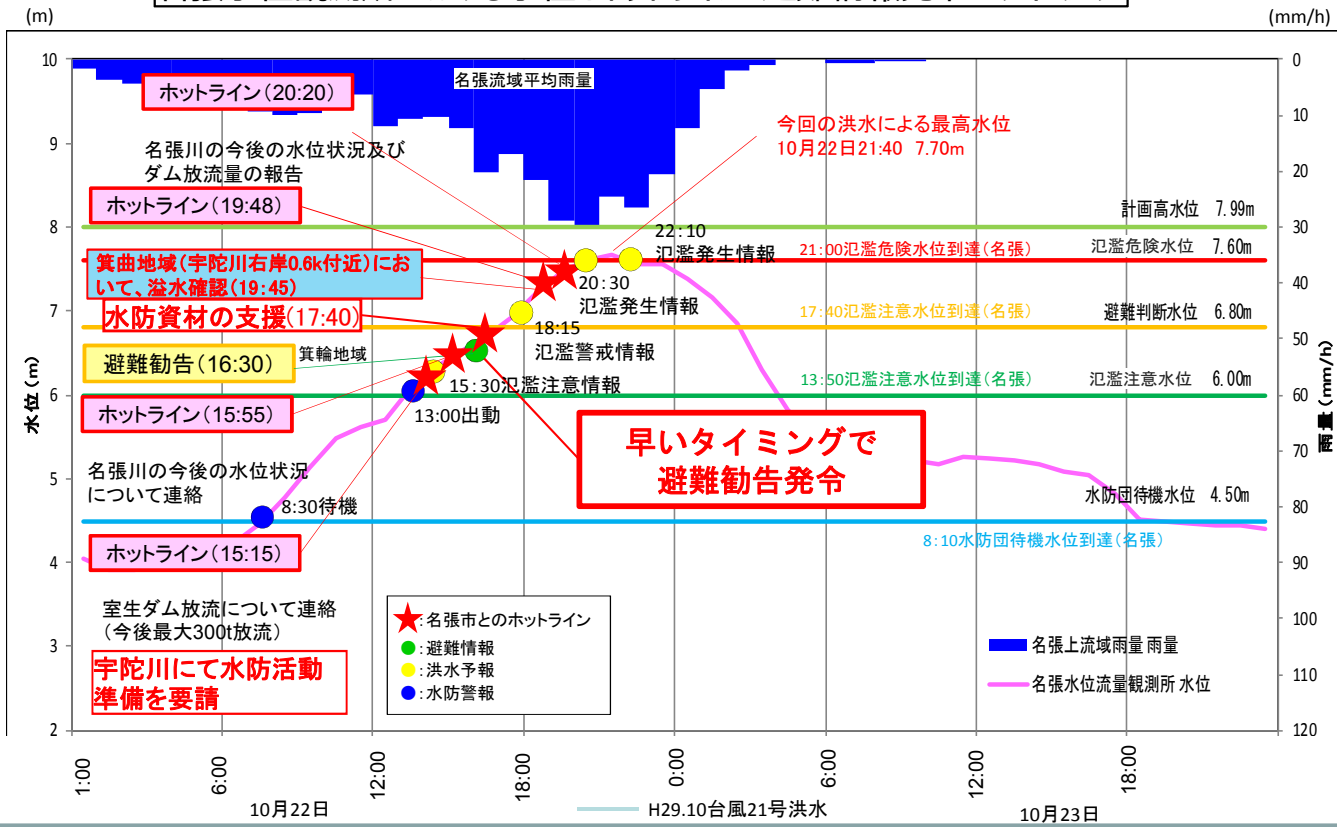 (m)
(mm/h)
名張流域平均雨量
ホットライン(20:20)
今回の洪水による最高水位
10月22日21:40 7.70m
名張川の今後の水位状況及び
ダム放流量の報告
ホットライン(19:48)
計画高水位 7.99m
22:10
氾濫発生情報
21:00氾濫危険水位到達(名張)
氾濫危険水位 7.60m
箕曲地域(宇陀川右岸0.6k付近)にお
いて、溢水確認(19:45)
20:30
氾濫発生情報
水防資材の支援(17:40)
17:40氾濫注意水位到達(名張)
避難判断水位 6.80m
18:15
氾濫警戒情報
避難勧告(16:30)
箕輪地域
15:30氾濫注意情報
13:50氾濫注意水位到達(名張)
氾濫注意水位 6.00m
ホットライン(15:55)
13:00出動
早いタイミングで
避難勧告発令
名張川の今後の水位状況
について連絡
8:30待機
水防団待機水位 4.50m
8:10水防団待機水位到達(名張)
ホットライン(15:15)
室生ダム放流について連絡
(今後最大300t放流)
宇陀川にて水防活動
準備を要請
:名張市とのホットライン
:避難情報
:洪水予報
:水防警報
名張上流域雨量 雨量
名張水位流量観測所 水位
水位(m)
10
9
8
7
6
5
4
3
2
雨量(mm/h)
0
10
20
30
40
50
60
70
80
90
100
110
120
1:00
6:00
12:00
18:00
0:00
6:00
12:00
18:00
10月22日
H29.10台風21号洪水
10月23日